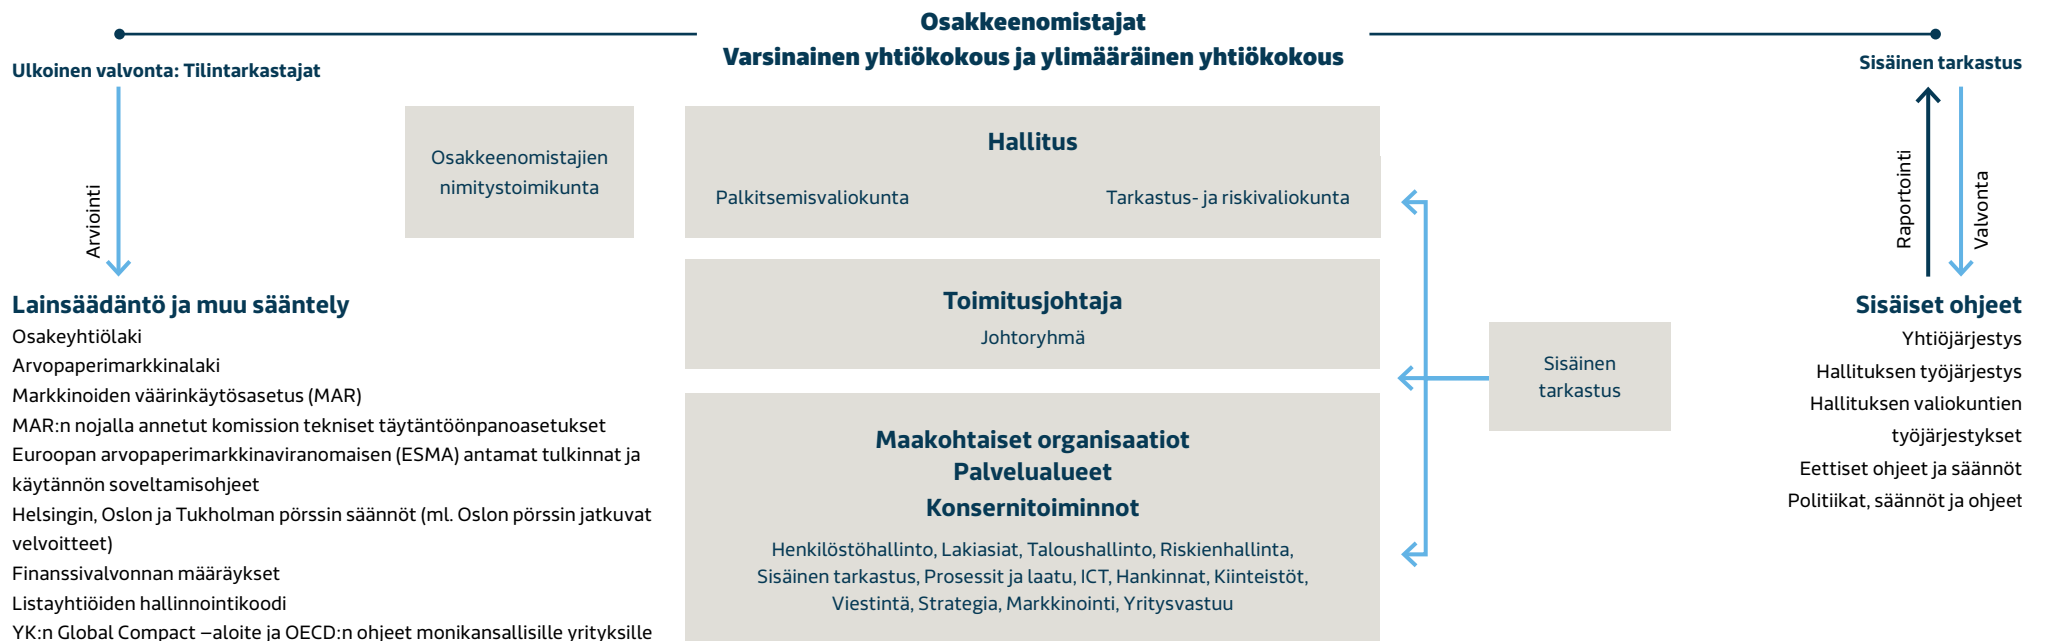 Osakkeenomistajat
Varsinainen yhtiökokous ja ylimääräinen yhtiökokous
Ulkoinen valvonta: Tilintarkastajat
Arviointi
Lainsäädäntö ja muu sääntely
Osakeyhtiölaki
Arvopaperimarkkinalaki
Markkinoiden väärinkäytösasetus (MAR)
MAR:n nojalla annetut komission tekniset täytäntöönpanoasetukset
Euroopan arvopaperimarkkinaviranomaisen (ESMA) antamat tulkinnat ja
käytännön soveltamisohjeet
Helsingin, Oslon ja Tukholman pörssin säännöt (ml. Oslon pörssin jatkuvat
velvoitteet)
Finanssivalvonnan määräykset
Listayhtiöiden hallinnointikoodi
YK:n Global Compact –aloite ja OECD:n ohjeet monikansallisille yrityksille
Osakkeenomistajien
nimitystoimikunta
Hallitus
Palkitsemisvaliokunta
Tarkastus- ja riskivaliokunta
Toimitusjohtaja
Johtoryhmä
Maakohtaiset organisaatiot
Palvelualueet
Konsernitoiminnot
Henkilöstöhallinto, Lakiasiat, Taloushallinto, Riskienhallinta,
Sisäinen tarkastus, Prosessit ja laatu, ICT, Hankinnat, Kiinteistöt,
Viestintä, Strategia, Markkinointi, Yritysvastuu
Sisäinen
tarkastus
Sisäinen tarkastus
Raportointi
Valvonta
Sisäiset ohjeet
Yhtiöjärjestys
Hallituksen työjärjestys
Hallituksen valiokuntien
työjärjestykset
Eettiset ohjeet ja säännöt
Politiikat, säännöt ja ohjeet